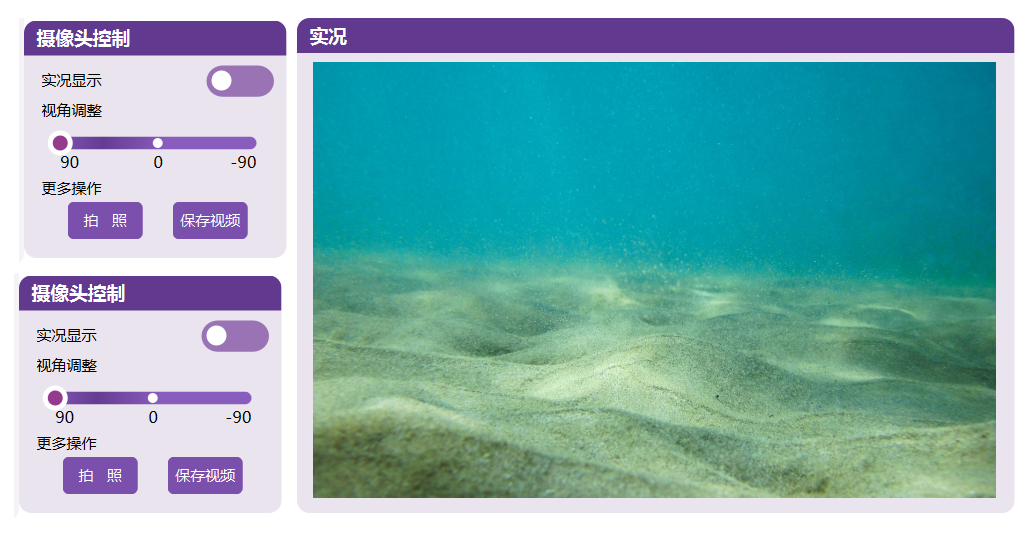 摄像头控制
实况显示
视角调整
90 0 -90
更多操作
拍 照 保存视频
摄像头控制
实况显示
视角调整
90 0 -90
更多操作
拍 照 保存视频
实况